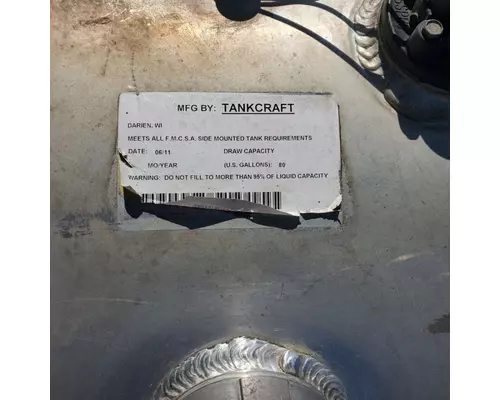 MFG BY: TANKCRAFT
DARIEN, WI
MEETS ALL F.M.C.S.A. SIDE MOUNTED TANK REQUIREMENTS
DATE: 06/11 DRAW CAPACITY
MO/YEAR (U.S. GALLONS): 89
WARNING: DO NOT FILL TO MORE THAN 95% OF LIQUID CAPACITY